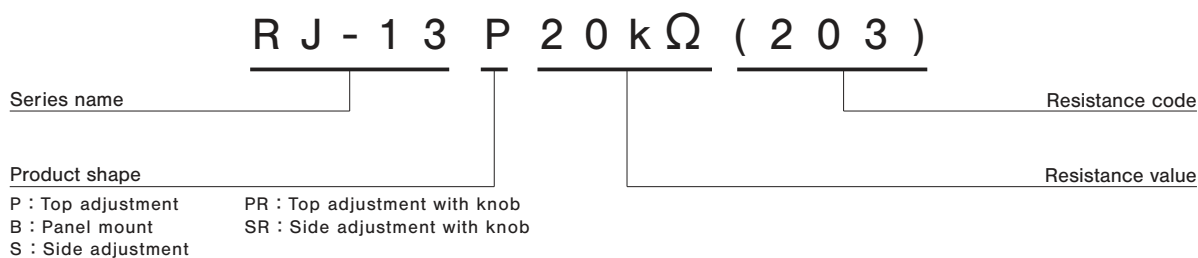 RJ-13 P 20kΩ (203)
Series name
Resistance code
Product shape
Resistance value
P：Top adjustment PR：Top adjustment with knob
B：Panel mount SR：Side adjustment with knob
S：Side adjustment